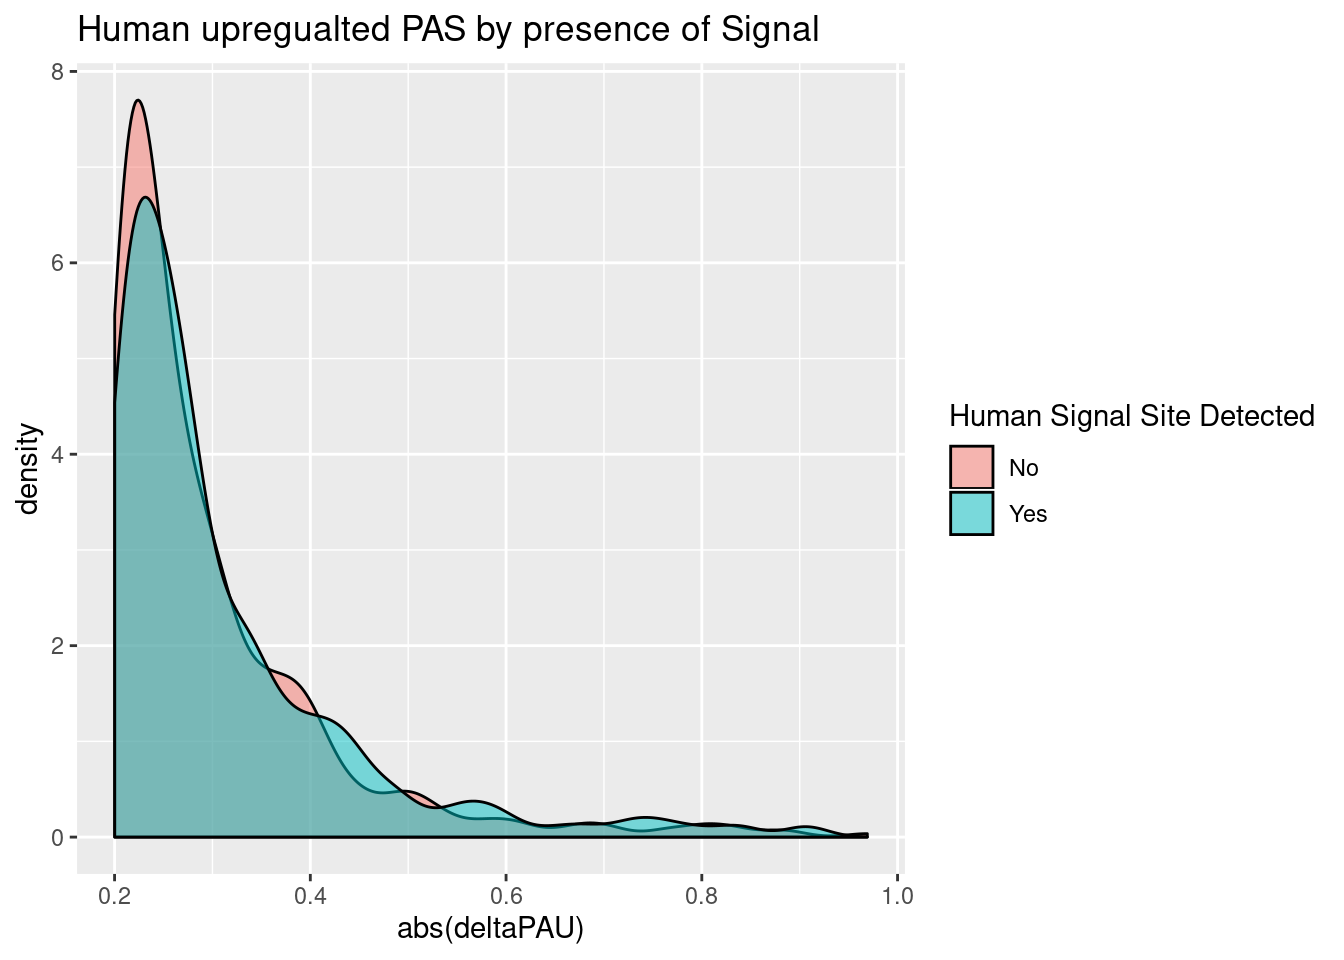 Human upregualted PAS by presence of Signal
8
6
4
2
0
density
0.2 0.4 0.6 0.8 1.0
abs(deltaPAU)
Human Signal Site Detected
No
Yes